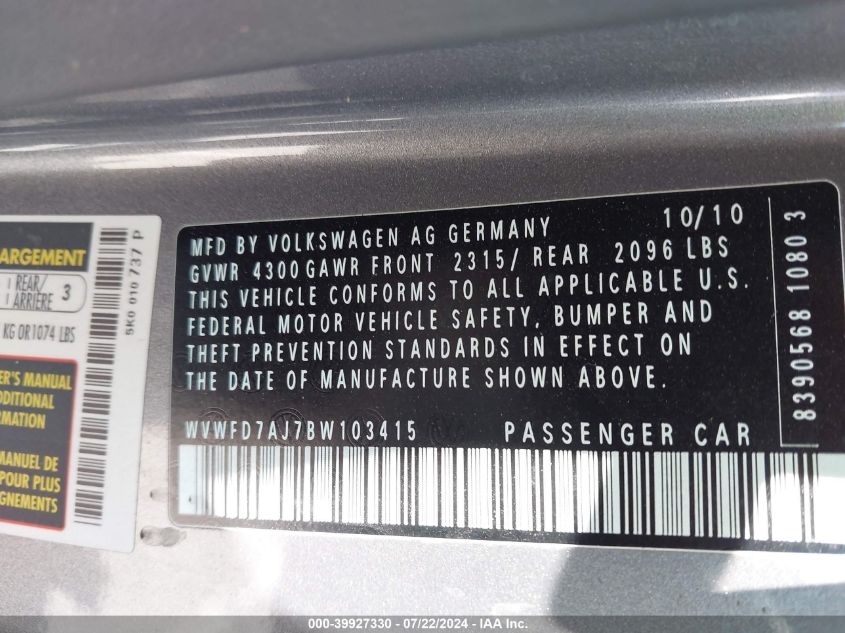 ARGEMENT
REAR/
ARRIÈRE 3
KG OR 1074 LBS
5K0 010 737 P
ER'S MANUAL
ADDITIONAL
FORMATION
MANUEL DE
POUR PLUS
GNEMENTS
10/10
MFD BY VOLKSWAGEN AG GERMANY
GVWR 4300 GAWR FRONT 2315/ REAR 2096 LBS
THIS VEHICLE CONFORMS TO ALL APPLICABLE U.S.
FEDERAL MOTOR VEHICLE SAFETY, BUMPER AND
THEFT PREVENTION STANDARDS IN EFFECT ON
THE DATE OF MANUFACTURE SHOWN ABOVE.
WVWFD7AJ7BW103415 PASSENGER CAR
8390568 1080 3
000-39927330 - 07/22/2024 - IAA Inc.